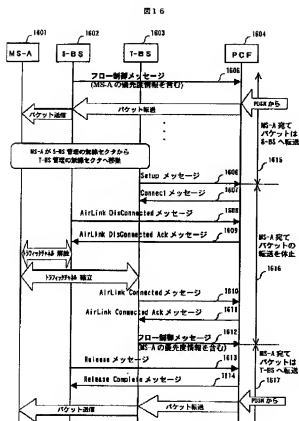 図16
1601
1602
1603
1604
MS-A
S-BS
T-BS
PCF
フロー制御メッセージ
1605
(MS-Aの優先度情報を含む)
PDSNから
パケット送信
パケット転送
MS-A 宛て
パケットは
S-BSへ転送
1615
MS-AがS-BS管理の無線セクタから
T-BS管理の無線セクタへ移動
Setup メッセージ
1606
Connect メッセージ
1607
AirLink DisConnected メッセージ
1608
AirLink DisConnected Ack メッセージ
1609
MS-A 宛て
パケットの
転送を休止
1616
トラフィックチャネル 解放
トラフィックチャネル 確立
AirLink Connected メッセージ
1610
AirLink Connected Ack メッセージ
1611
フロー制御メッセージ
1612
(MS Aの優先度情報を含む)
Release メッセージ
1613
Release Complete メッセージ
1614
MS-A 宛て
パケットは
T-BSへ転送
1617
PDSNから
パケット送信
パケット転送